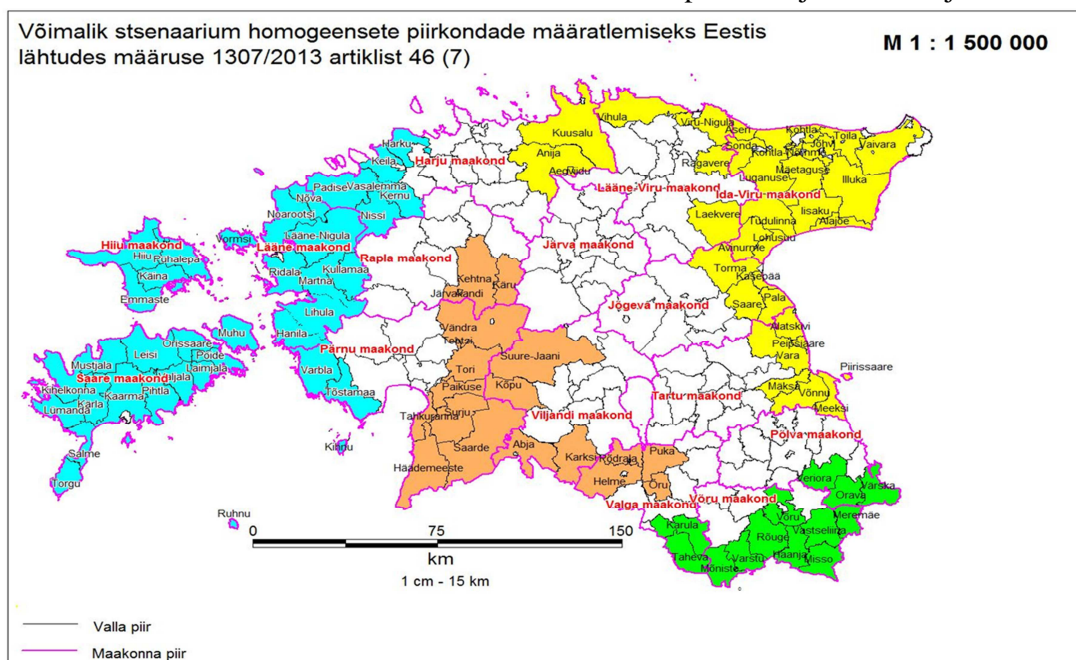 Võimalik stsenaarium homogeensete piirkondade määratlemiseks Eestis
lähtudes määruse 1307/2013 artiklist 46 (7)
M 1 : 1 500 000
Vihula
Kuusalu
Viru-Nigula
Aseri
Kohtla
Toila
Harku
Anija
Sonda
Kohtla-Nõmme
Jõhvi
Vaivara
Keila
Harju maakond
Aegviidu
Rägavere
Mäetaguse
Padise
Vasalemma
Lüganuse
Illuka
Nõva
Kernu
Lääne-Viru maakond
Ida-Viru maakond
Noarootsi
Nissi
Laekvere
Iisaku
Tudulinna
Alajõe
Vormsi
Lääne-Nigula
Lohusuu
Hiiu maakond
Lääne maakond
Järva maakond
Avinurme
Hiiu
Pühalepa
Rapla maakond
Torma
Käina
Ridala
Kullamaa
Kasepää
Martna
Kehtna
Käru
Emmaste
Järvakandi
Jõgeva maakond
Saare
Pala
Lihula
Vändra
Alatskivi
Muhu
Hanila
Peipsiääre
Orissaare
Pärnu maakond
Suure-Jaani
Vara
Leisi
Pöide
Piirissaare
Mustjala
Laimjala
Varbla
Tori
Saare maakond
Kõpu
Mäksa
Võnnu
Kihelkonna
Pihtla
Tõstamaa
Paikuse
Tartu maakond
Meeksi
Kärla
Kaarma
Lümanda
Tahkuranna
Surju
Viljandi maakond
Põlva maakond
Kihnu
Saarde
Abja
Karksi
Põdrala
Puka
Salme
Häädemeeste
Helme
Õru
Veriora
Värska
Torgu
Valga maakond
Võru maakond
Orava
Ruhnu
Karula
Võru
Meremäe
Rõuge
Vastseliina
Taheva
Varstu
Haanja
Misso
Mõniste
0
75
150
km
1 cm - 15 km
Valla piir
Maakonna piir